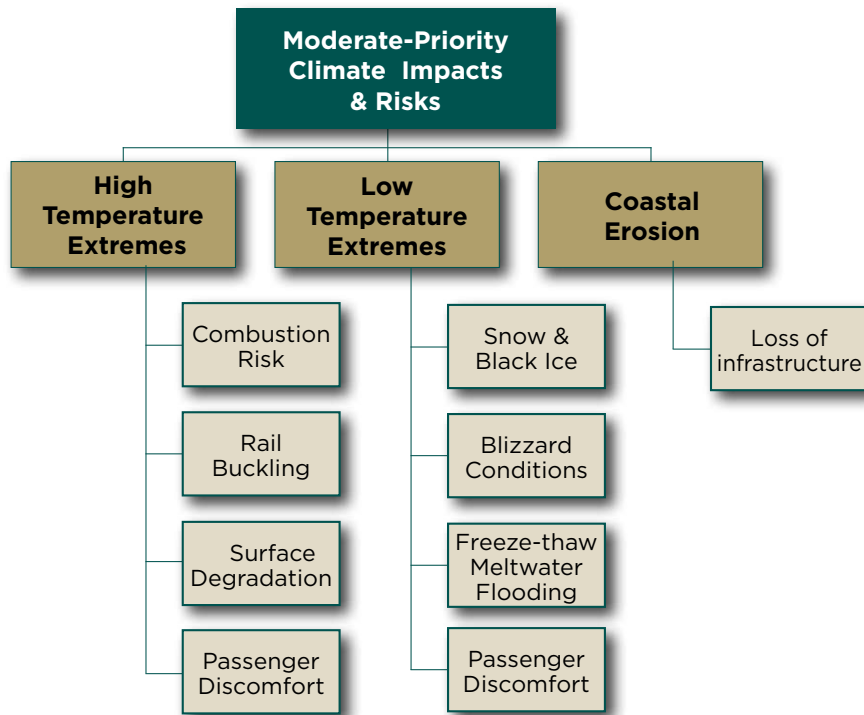 Moderate-Priority
Climate Impacts
& Risks
High
Temperature
Extremes
Low
Temperature
Extremes
Coastal
Erosion
Combustion
Risk
Rail
Buckling
Surface
Degradation
Passenger
Discomfort
Snow &
Black Ice
Blizzard
Conditions
Freeze-thaw
Meltwater
Flooding
Passenger
Discomfort
Loss of
infrastructure